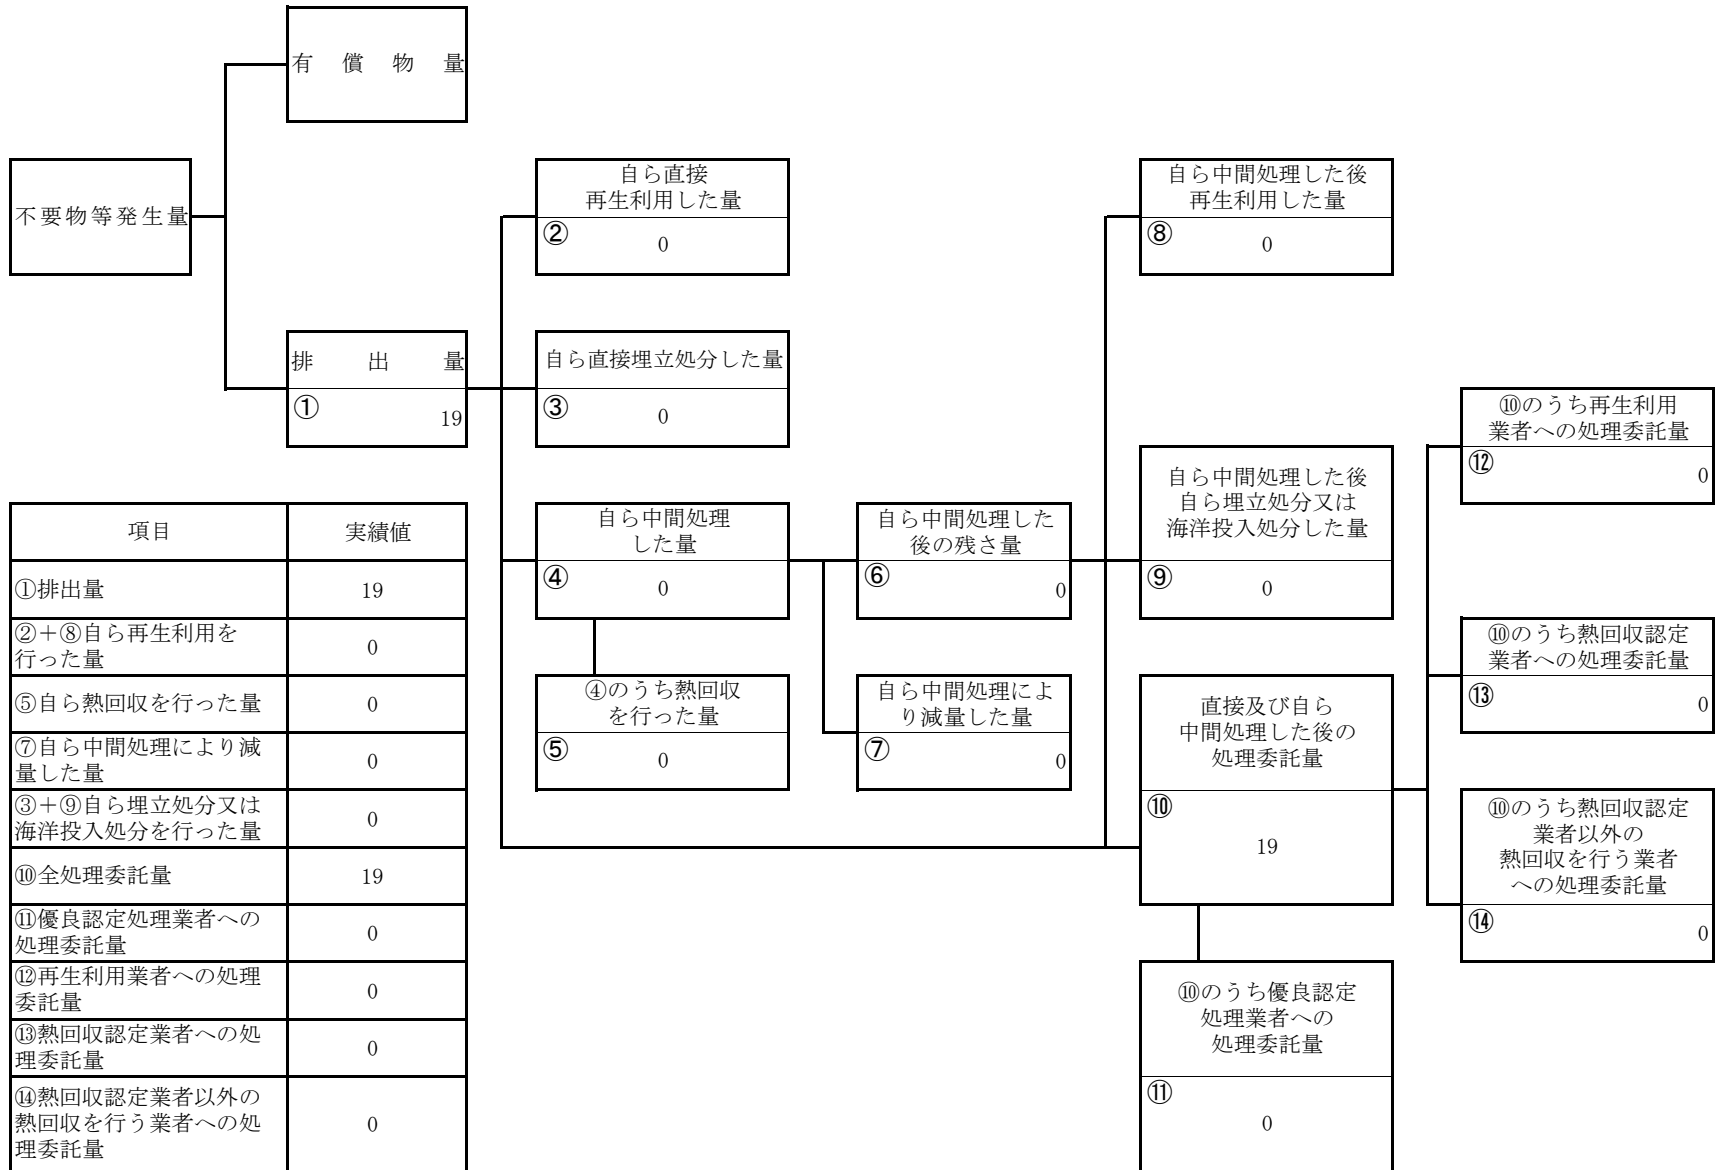 有償物量
不要物等発生量
排出量
①
19
自ら直接
再生利用した量
②
0
自ら直接埋立処分した量
③
0
自ら中間処理
した量
④
0
④のうち熱回収
を行った量
⑤
0
自ら中間処理した
後の残さ量
⑥
0
自ら中間処理によ
り減量した量
⑦
0
自ら中間処理した後
再生利用した量
⑧
0
自ら中間処理した後
自ら埋立処分又は
海洋投入処分した量
⑨
0
直接及び自ら
中間処理した後の
処理委託量
⑩
19
⑩のうち優良認定
処理業者への
処理委託量
⑪
0
⑩のうち再生利用
業者への処理委託量
⑫
0
⑩のうち熱回収認定
業者への処理委託量
⑬
0
⑩のうち熱回収認定
業者以外の
熱回収を行う業者
への処理委託量
⑭
0
項目 実績値
①排出量 19
②＋⑧自ら再生利用を
行った量 0
⑤自ら熱回収を行った量 0
⑦自ら中間処理により減
量した量 0
③＋⑨自ら埋立処分又は
海洋投入処分を行った量 0
⑩全処理委託量 19
⑪優良認定処理業者への
処理委託量 0
⑫再生利用業者への処理
委託量 0
⑬熱回収認定業者への処
理委託量 0
⑭熱回収認定業者以外の
熱回収を行う業者への処
理委託量 0